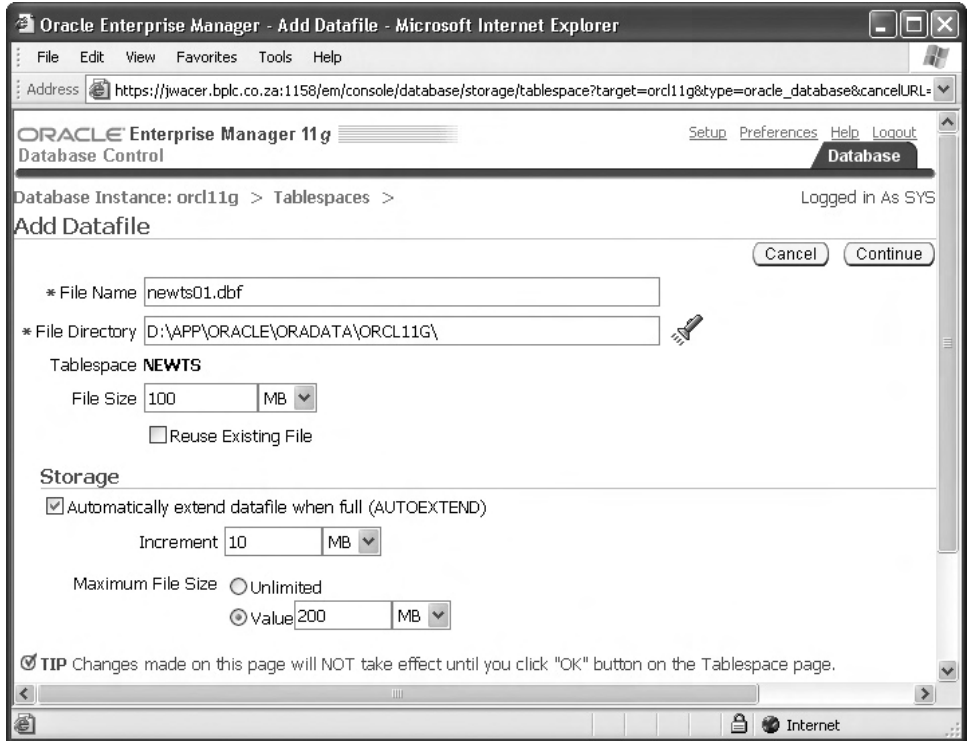 Oracle Enterprise Manager - Add Datafile - Microsoft Internet Explorer
File Edit View Favorites Tools Help
Address https://jwacer.bplc.co.za:1158/em/console/database/storage/tablespace?target=orcl11g&type=oracle_database&cancelURL=
ORACLE Enterprise Manager 11g Setup Preferences Help Logout
Database Control Database
Database Instance: orcl11g > Tablespaces > Logged in As SYS
Add Datafile
Cancel Continue
* File Name newts01.dbf
* File Directory D:\APP\ORACLE\ORADATA\ORCL11G\
Tablespace NEWTS
File Size 100 MB
Reuse Existing File
Storage
Automatically extend datafile when full (AUTOEXTEND)
Increment 10 MB
Maximum File Size Unlimited
Value 200 MB
TIP Changes made on this page will NOT take effect until you click "OK" button on the Tablespace page.
Internet